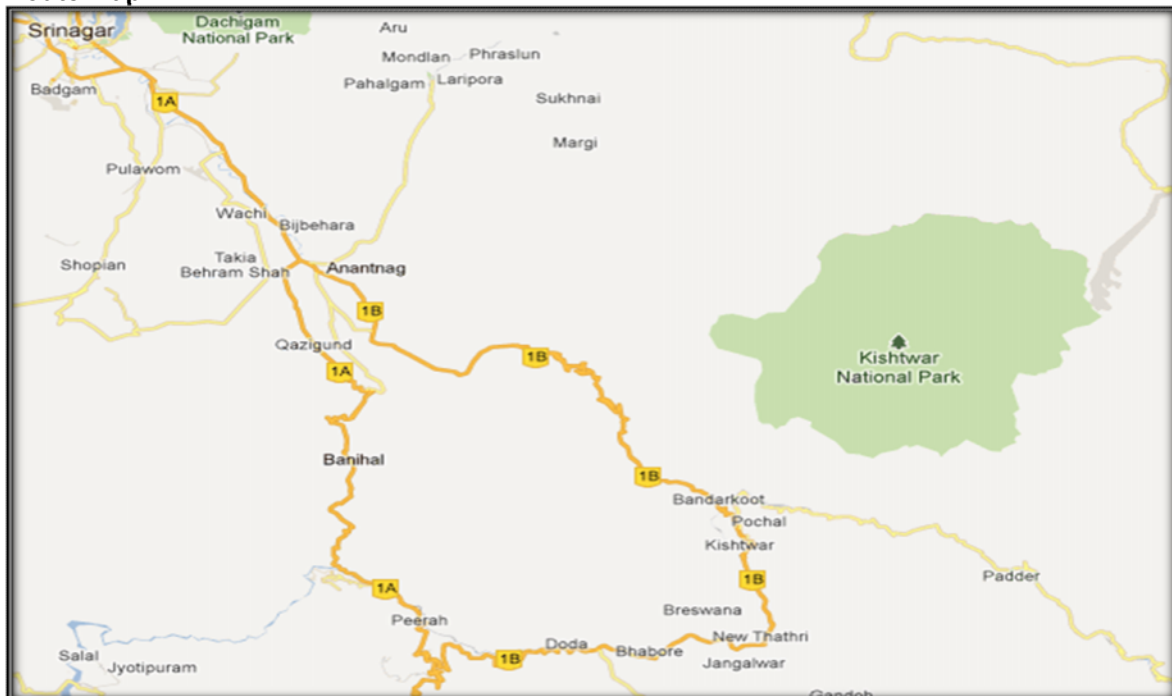 Srinagar
Dachigam
National Park
Aru
Mondlan
Phraslun
Pahalgam
Laripora
Badgam
1A
Sukhnai
Margi
Pulawom
Wachi
Bijbehara
Takia
Behram Shah
Shopian
Anantnag
1B
Qazigund
1A
1B
Kishtwar
National Park
Banihal
1B
Bandarkoot
Pochal
Kishtwar
1B
Padder
1A
Breswana
Peerah
New Thathri
Doda
Bhabore
1B
Jangalwar
Salal
Jyotipuram